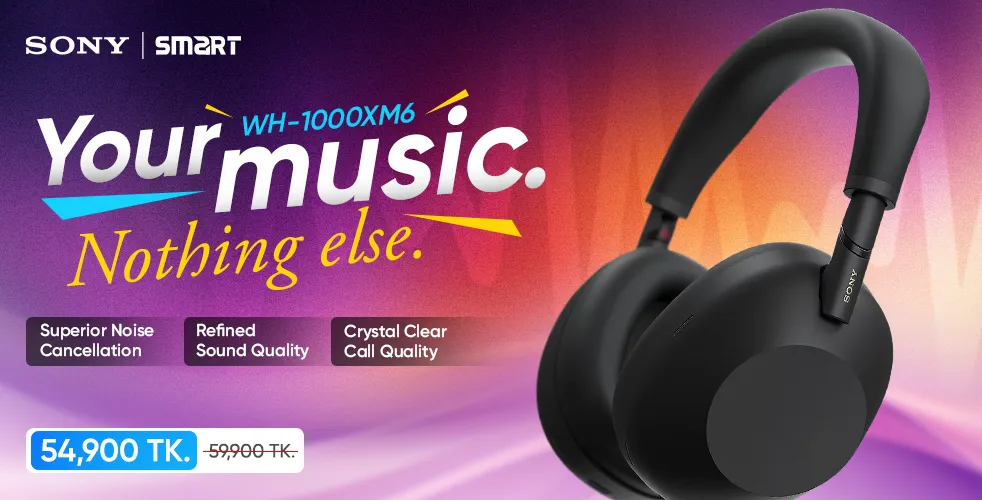 SONY | SMART
WH-1000XM6
Your music.
Nothing else.
Superior Noise
Cancellation
Refined
Sound Quality
Crystal Clear
Call Quality
54,900 TK. 59,900 TK.
SONY